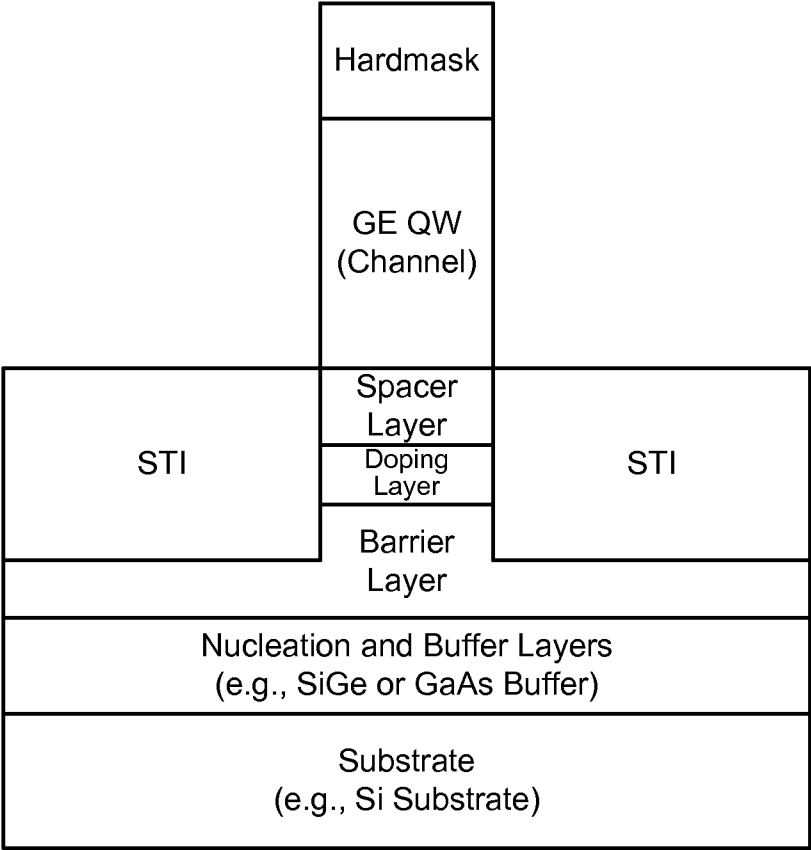 Hardmask
GE QW
(Channel)
Spacer
Layer
STI
Doping
Layer
STI
Barrier
Layer
Nucleation and Buffer Layers
(e.g., SiGe or GaAs Buffer)
Substrate
(e.g., Si Substrate)